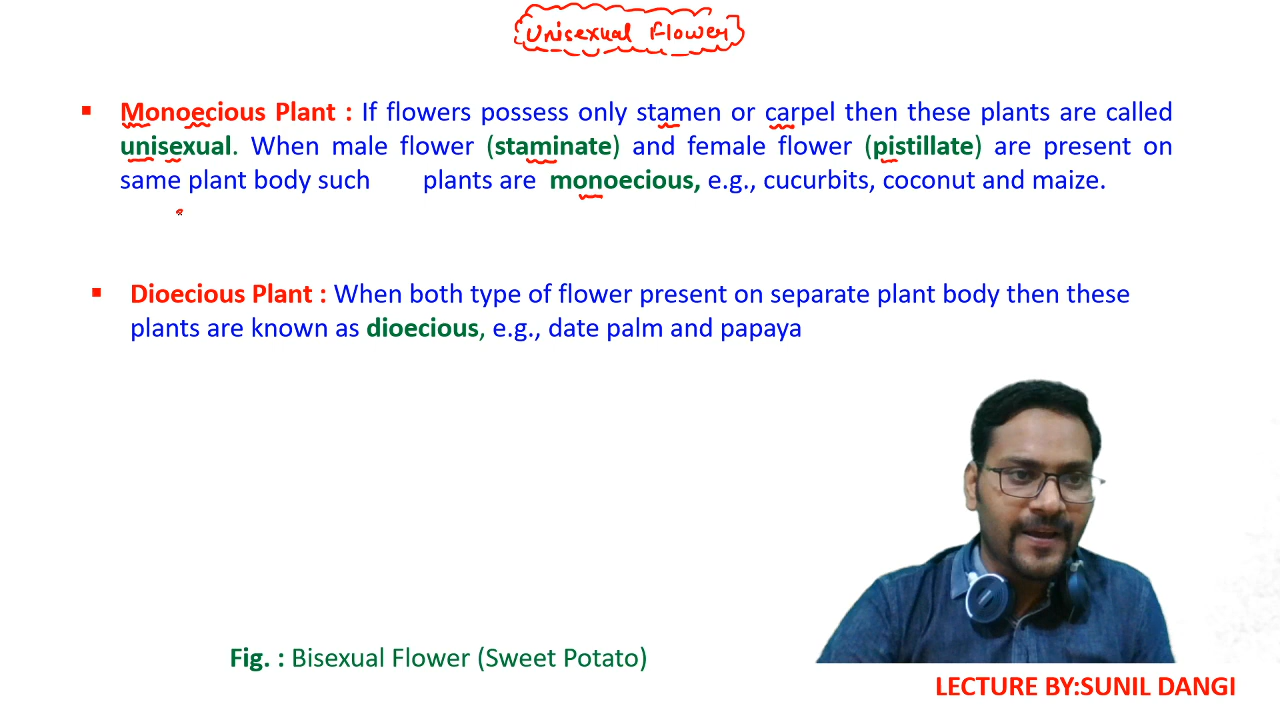 Unisexual Flower
▪ Monoecious Plant : If flowers possess only stamen or carpel then these plants are called
unisexual. When male flower (staminate) and female flower (pistillate) are present on
same plant body such plants are monoecious, e.g., cucurbits, coconut and maize.
▪ Dioecious Plant : When both type of flower present on separate plant body then these
plants are known as dioecious, e.g., date palm and papaya
Fig. : Bisexual Flower (Sweet Potato)
LECTURE BY:SUNIL DANGI